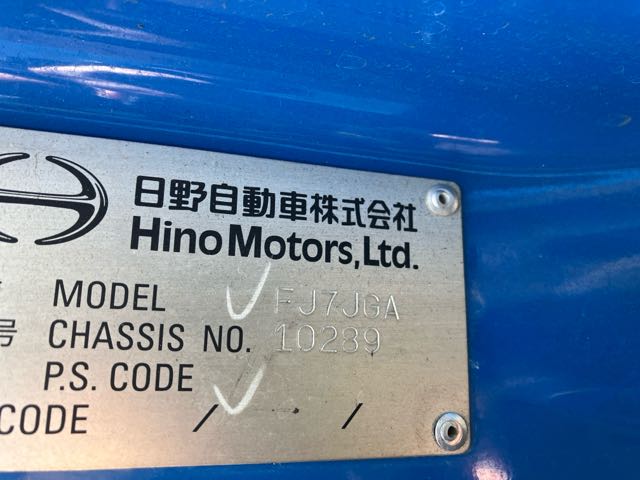 日野自動車株式会社
Hino Motors, Ltd.
MODEL FJ7JGA
号 CHASSIS NO. 10289
P.S. CODE
CODE / /